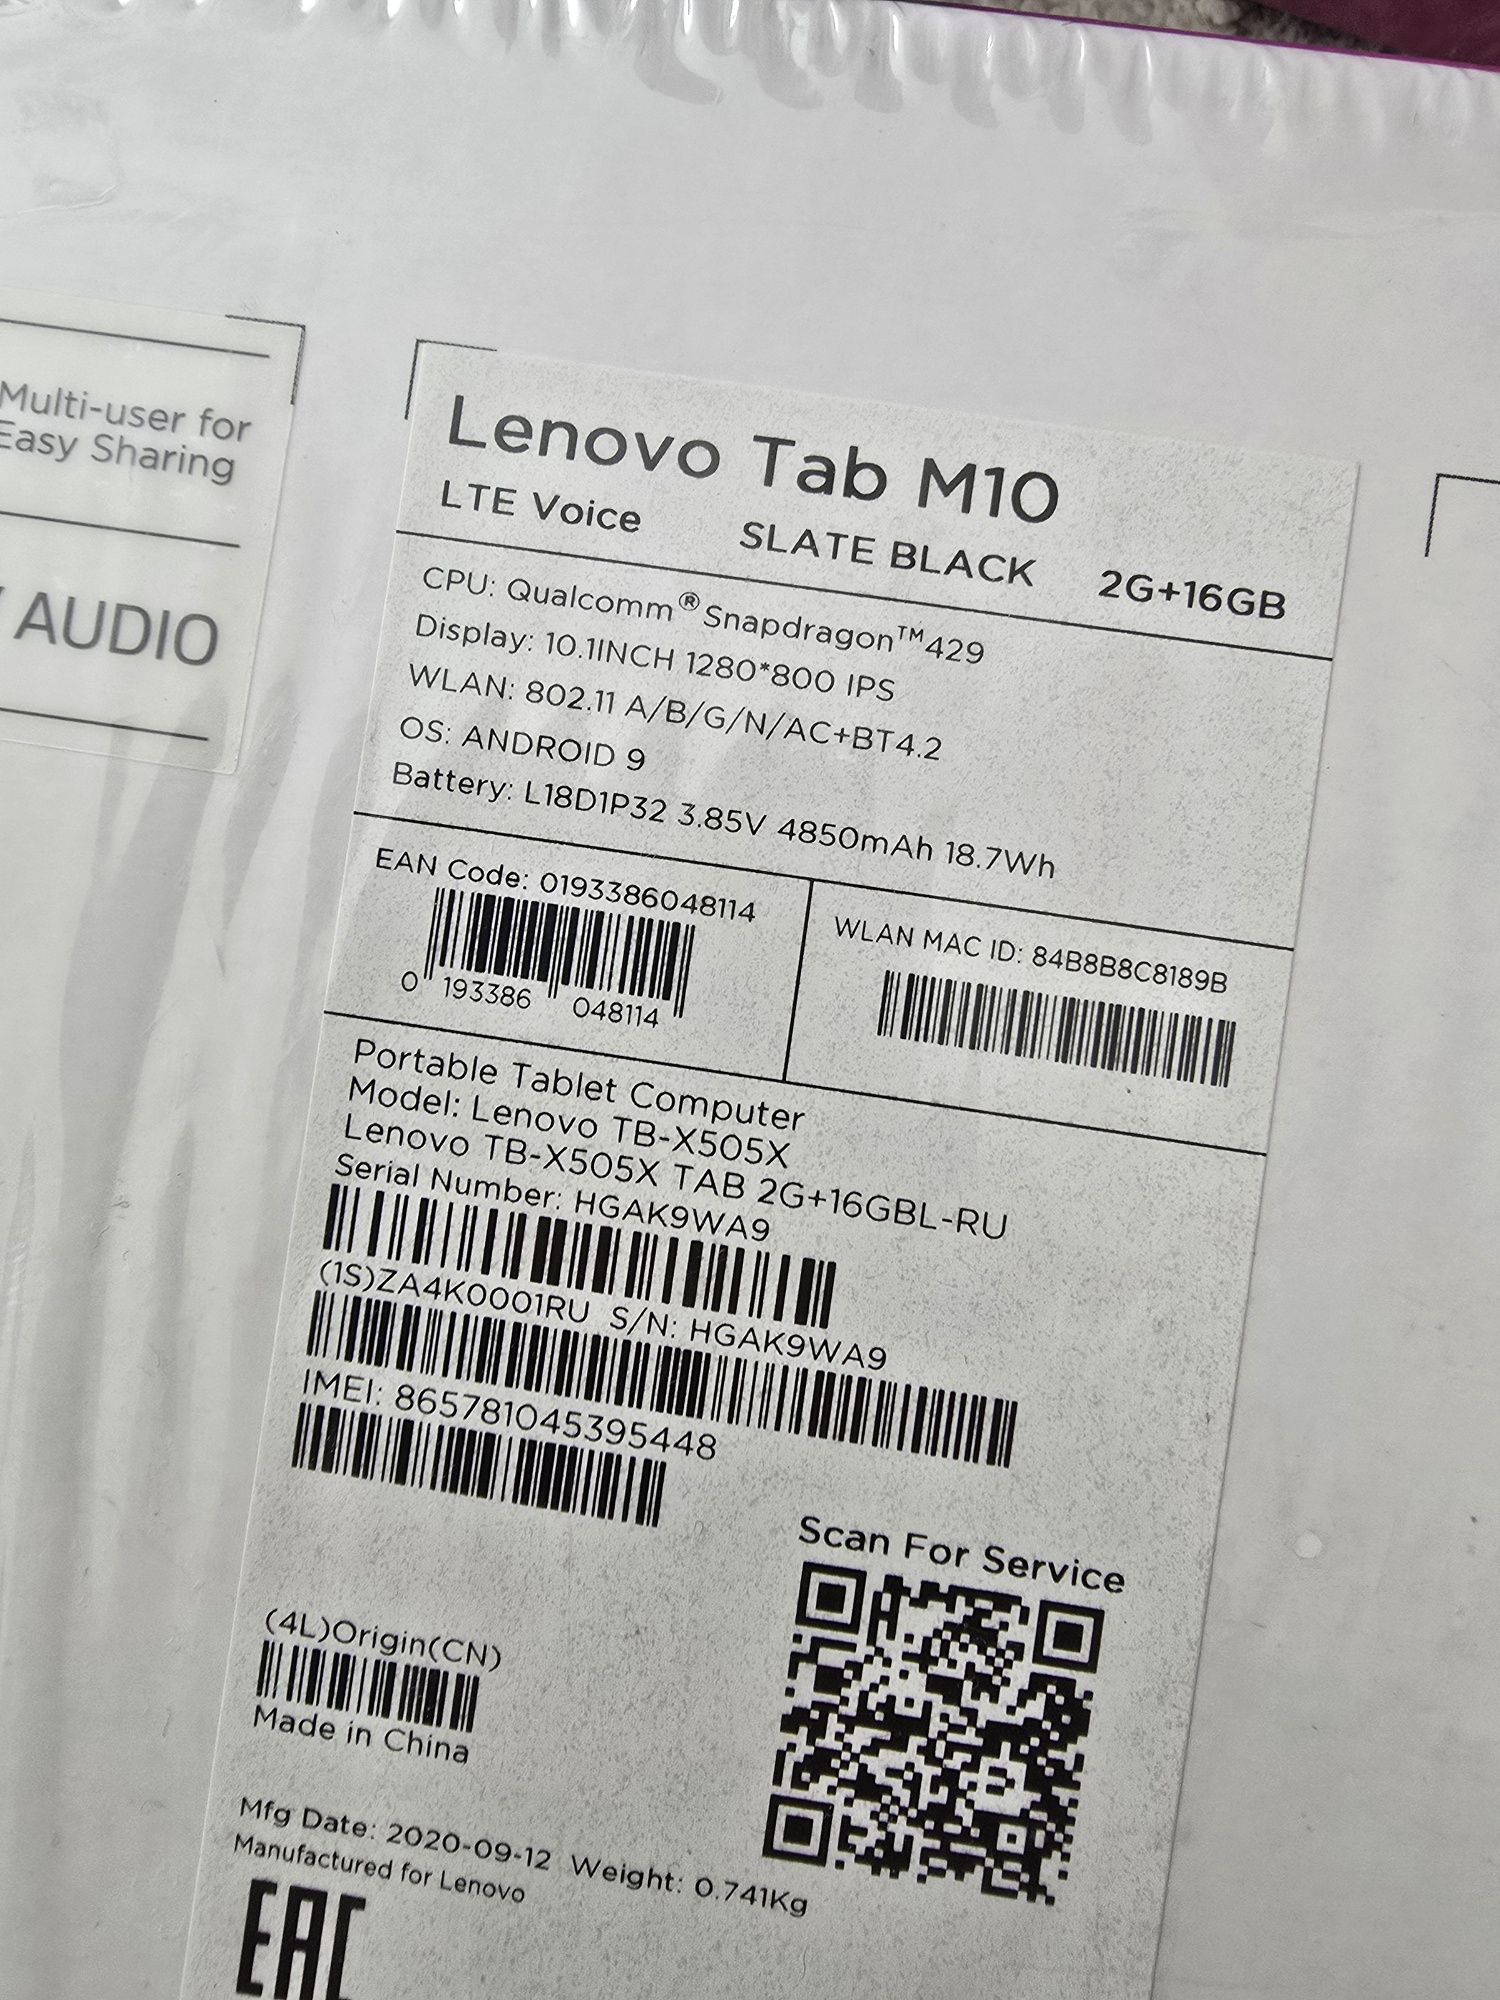 Multi-user for
Easy Sharing
AUDIO
Lenovo Tab M10
LTE Voice SLATE BLACK 2G+16GB
CPU: Qualcomm® Snapdragon™429
Display: 10.1INCH 1280*800 IPS
WLAN: 802.11 A/B/G/N/AC+BT4.2
OS: ANDROID 9
Battery: L18D1P32 3.85V 4850mAh 18.7Wh
EAN Code: 0193386048114
0 193386 048114
WLAN MAC ID: 84B8B8C8189B
Portable Tablet Computer
Model: Lenovo TB-X505X
Lenovo TB-X505X TAB 2G+16GBL-RU
Serial Number: HGAK9WA9
(1S)ZA4K0001RU S/N: HGAK9WA9
IMEI: 865781045395448
Scan For Service
(4L)Origin(CN)
Made in China
Mfg Date: 2020-09-12 Weight: 0.741Kg
Manufactured for Lenovo
EAC